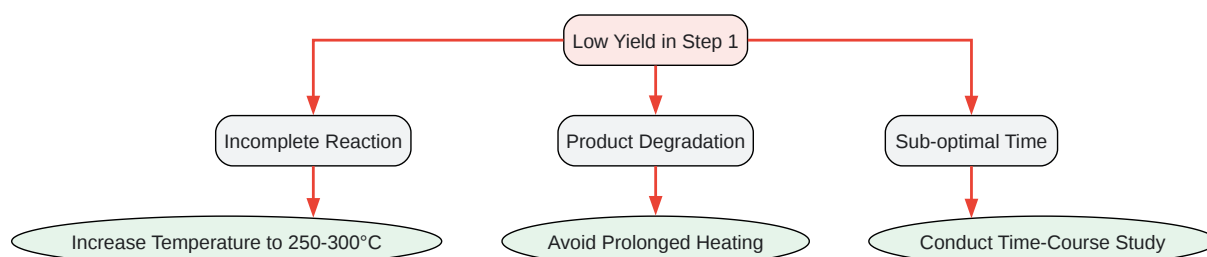 Low Yield in Step 1
Incomplete Reaction
Product Degradation
Sub-optimal Time
Increase Temperature to 250-300°C
Avoid Prolonged Heating
Conduct Time-Course Study